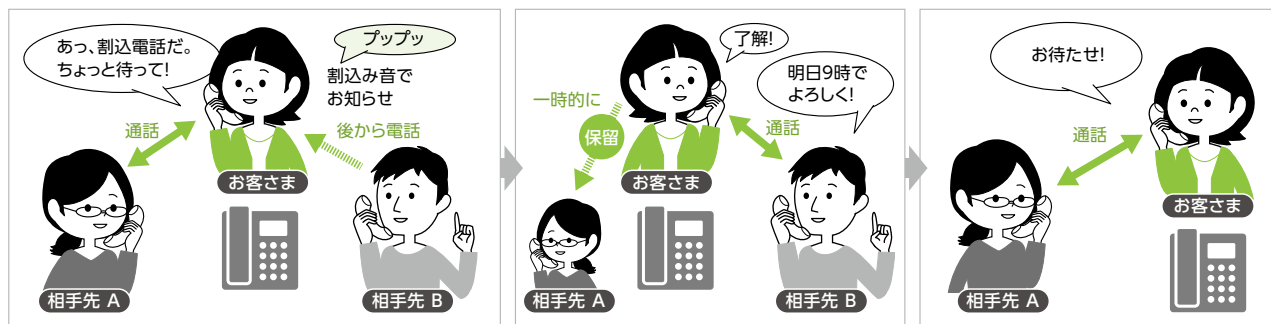 あっ、割込電話だ。
ちょっと待って!
プップッ
割込み音で
お知らせ
通話
後から電話
お客さま
相手先 A
相手先 B
了解!
明日9時で
よろしく!
一時的に
保留
通話
お客さま
相手先 A
相手先 B
お待たせ!
通話
お客さま
相手先 A